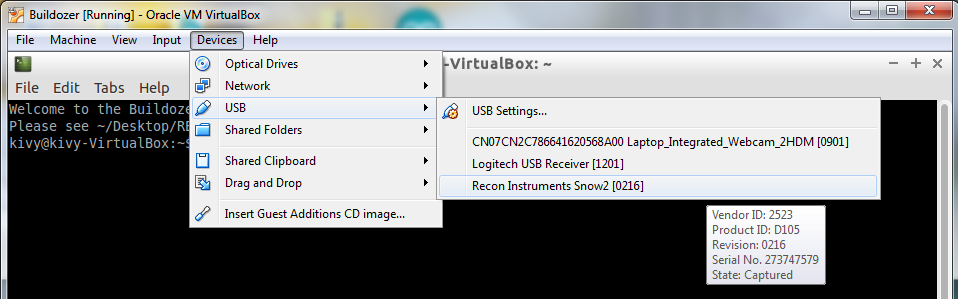 Buildozer [Running] - Oracle VM VirtualBox
File Machine View Input Devices Help
Optical Drives
Network
USB
Shared Folders
Shared Clipboard
Drag and Drop
Insert Guest Additions CD image...
-VirtualBox: ~
File Edit Tabs Help
Welcome to the Buildoze
Please see ~/Desktop/RE
kivy@kivy-VirtualBox:~$
USB Settings...
CN07CN2C786641620568A00 Laptop_Integrated_Webcam_2HDM [0901]
Logitech USB Receiver [1201]
Recon Instruments Snow2 [0216]
Vendor ID: 2523
Product ID: D105
Revision: 0216
Serial No. 273747579
State: Captured